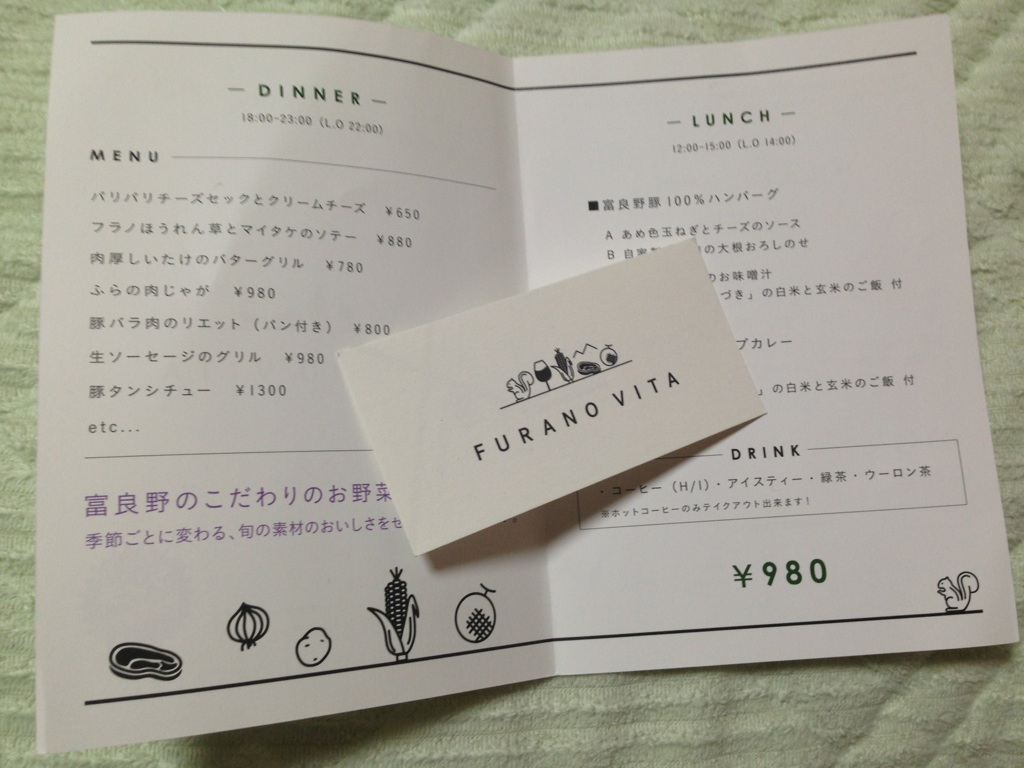 DINNER
18:00-23:00 (L.O 22:00)
MENU
パリパリチーズセックとクリームチーズ ¥650
フラノほうれん草とマイタケのソテー ¥880
肉厚しいたけのバターグリル ¥780
ふらの肉じゃが ¥980
豚バラ肉のリエット (パン付き) ¥800
生ソーセージのグリル ¥980
豚タンシチュー ¥1300
etc...
富良野のこだわりのお野菜
季節ごとに変わる、旬の素材のおいしさをセ
LUNCH
12:00-15:00 (L.O 14:00)
■富良野豚100%ハンバーグ
A あめ色玉ねぎとチーズのソース
B 自家 の大根おろしのせ
のお味噌汁
づき」の白米と玄米のご飯 付
プカレー
」の白米と玄米のご飯 付
DRINK
・コーヒー (H/I)・アイスティー・緑茶・ウーロン茶
※ホットコーヒーのみテイクアウト出来ます!
¥980
FURANO VITA